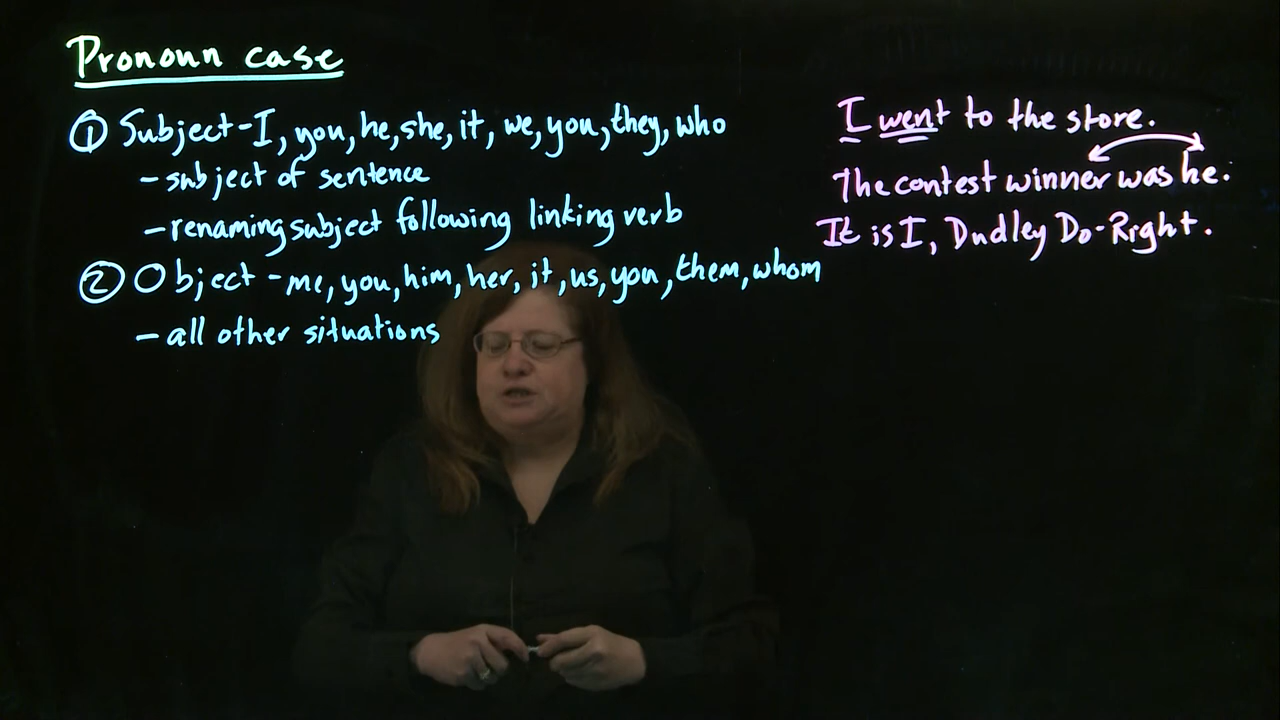 Pronoun case
① Subject-I, you, he, she, it, we, you, they, who
- subject of sentence
- renaming subject following linking verb
② Object - me, you, him, her, it, us, you, them, whom
- all other situations
I went to the store.
The contest winner was he.
It is I, Dudley Do-Right.